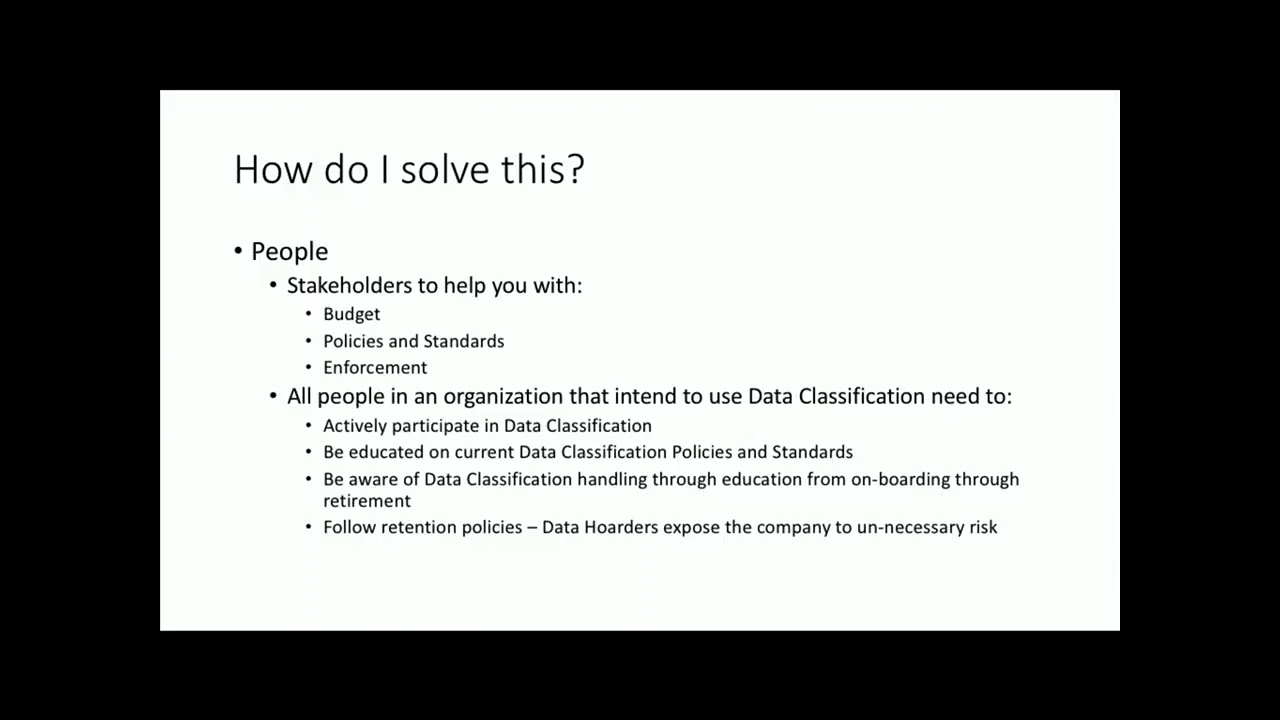 How do I solve this?
• People
• Stakeholders to help you with:
• Budget
• Policies and Standards
• Enforcement
• All people in an organization that intend to use Data Classification need to:
• Actively participate in Data Classification
• Be educated on current Data Classification Policies and Standards
• Be aware of Data Classification handling through education from on-boarding through
retirement
• Follow retention policies – Data Hoarders expose the company to un-necessary risk